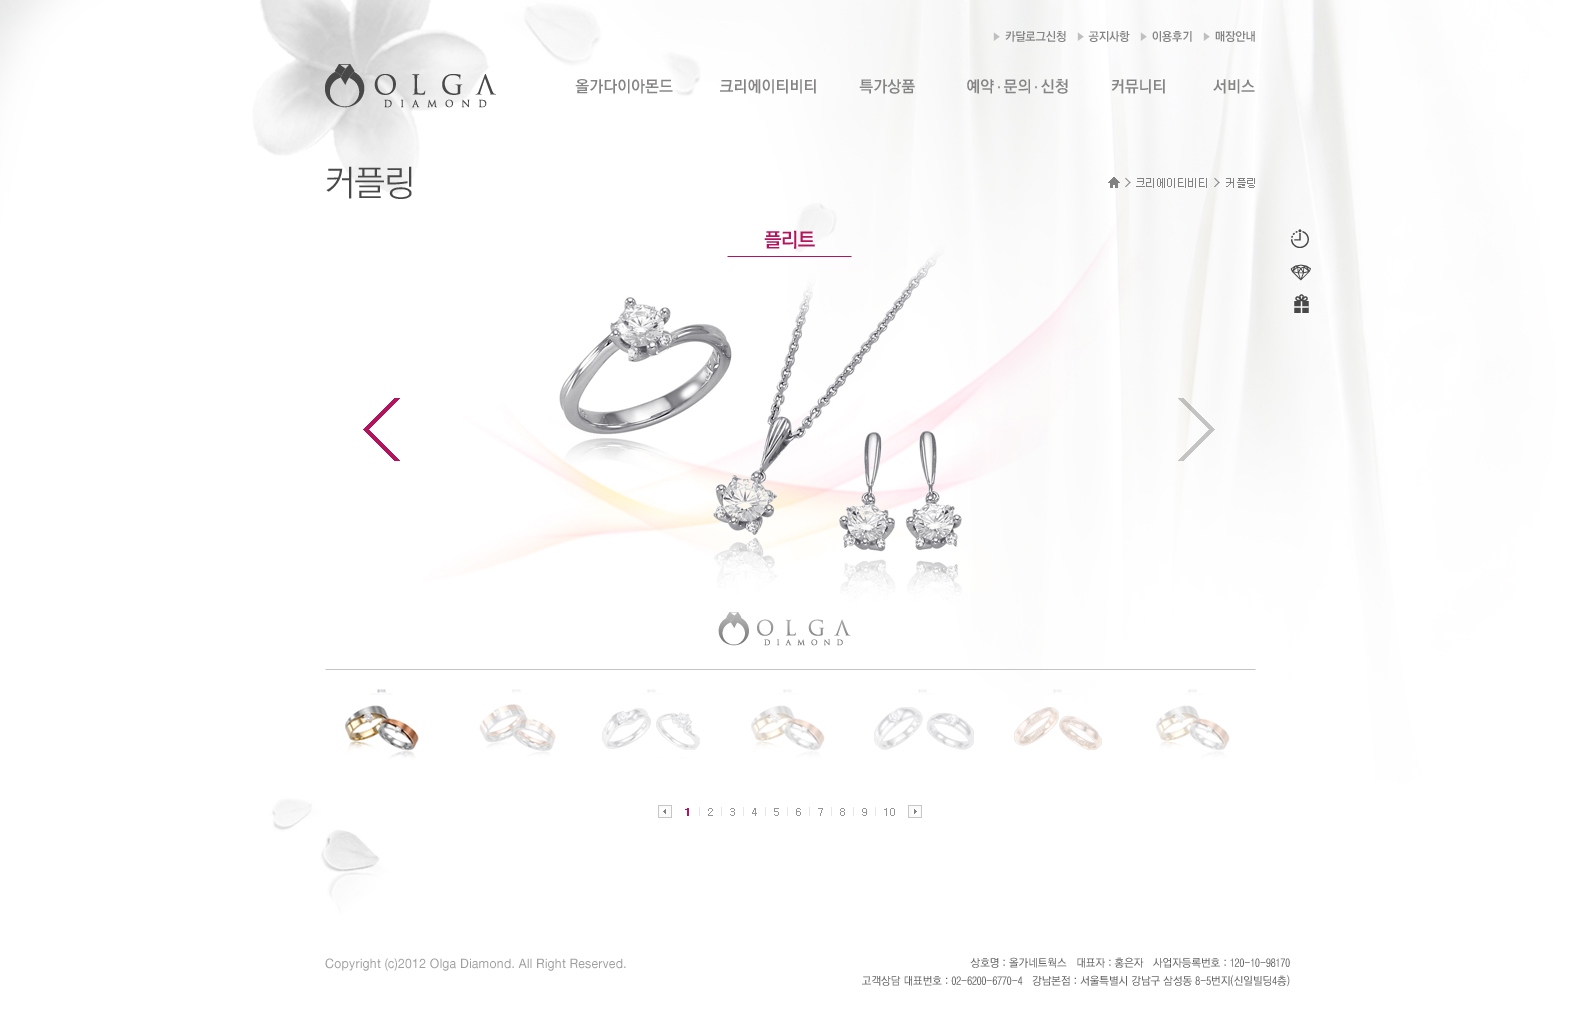 카달로그신청 공지사항 이용후기 매장안내
OLGA
DIAMOND
올가다이아몬드 크리에이티비티 특가상품 예약 · 문의 · 신청 커뮤니티 서비스
커플링
크리에이티비티 > 커플링
플리트
OLGA
DIAMOND
1 2 3 4 5 6 7 8 9 10
Copyright (c)2012 Olga Diamond. All Right Reserved.
상호명 : 올가네트웍스 대표자 : 홍은자 사업자등록번호 : 120-10-98170
고객상담 대표번호 : 02-6200-6770-4 강남본점 : 서울특별시 강남구 삼성동 8-5번지(신일빌딩4층)